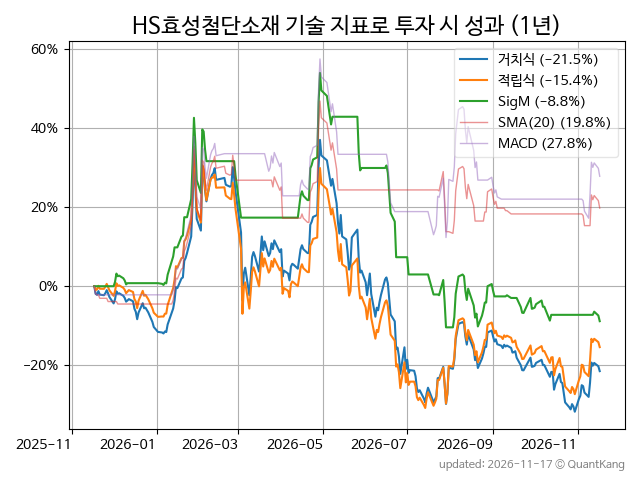 HS효성첨단소재 기술 지표로 투자 시 성과 (1년)
60%
40%
20%
0%
−20%
거치식 (-21.5%)
적립식 (-15.4%)
SigM (-8.8%)
SMA(20) (19.8%)
MACD (27.8%)
2025-11
2026-01
2026-03
2026-05
2026-07
2026-09
2026-11
updated: 2026-11-17 © QuantKang